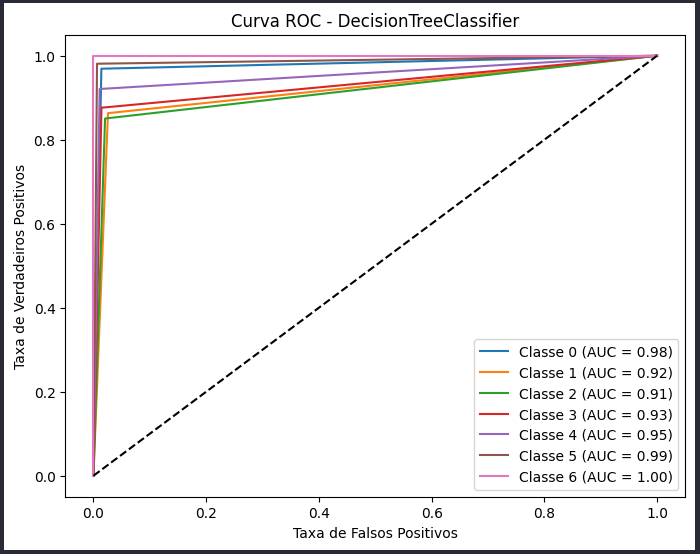 Curva ROC - DecisionTreeClassifier
Taxa de Verdadeiros Positivos
1.0
0.8
0.6
0.4
0.2
0.0
Classe 0 (AUC = 0.98)
Classe 1 (AUC = 0.92)
Classe 2 (AUC = 0.91)
Classe 3 (AUC = 0.93)
Classe 4 (AUC = 0.95)
Classe 5 (AUC = 0.99)
Classe 6 (AUC = 1.00)
0.0 0.2 0.4 0.6 0.8 1.0
Taxa de Falsos Positivos